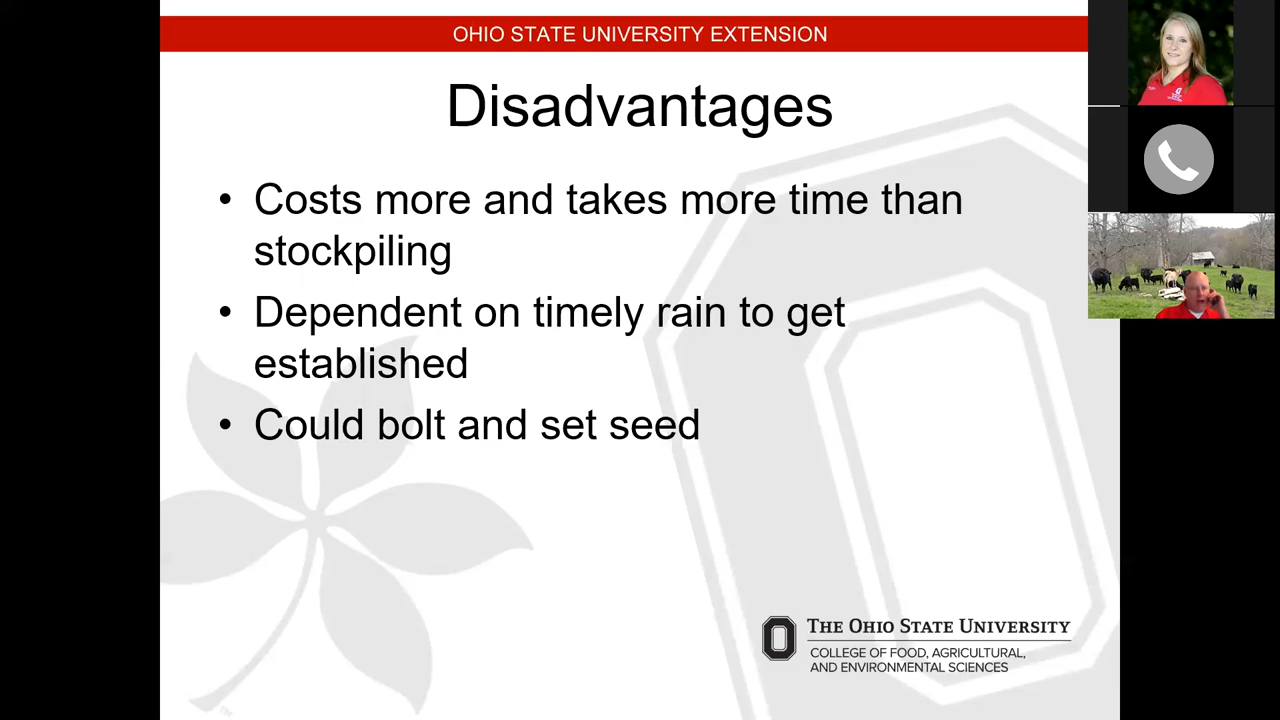 OHIO STATE UNIVERSITY EXTENSION
Disadvantages
• Costs more and takes more time than
stockpiling
• Dependent on timely rain to get
established
• Could bolt and set seed
THE OHIO STATE UNIVERSITY
COLLEGE OF FOOD, AGRICULTURAL,
AND ENVIRONMENTAL SCIENCES
TM